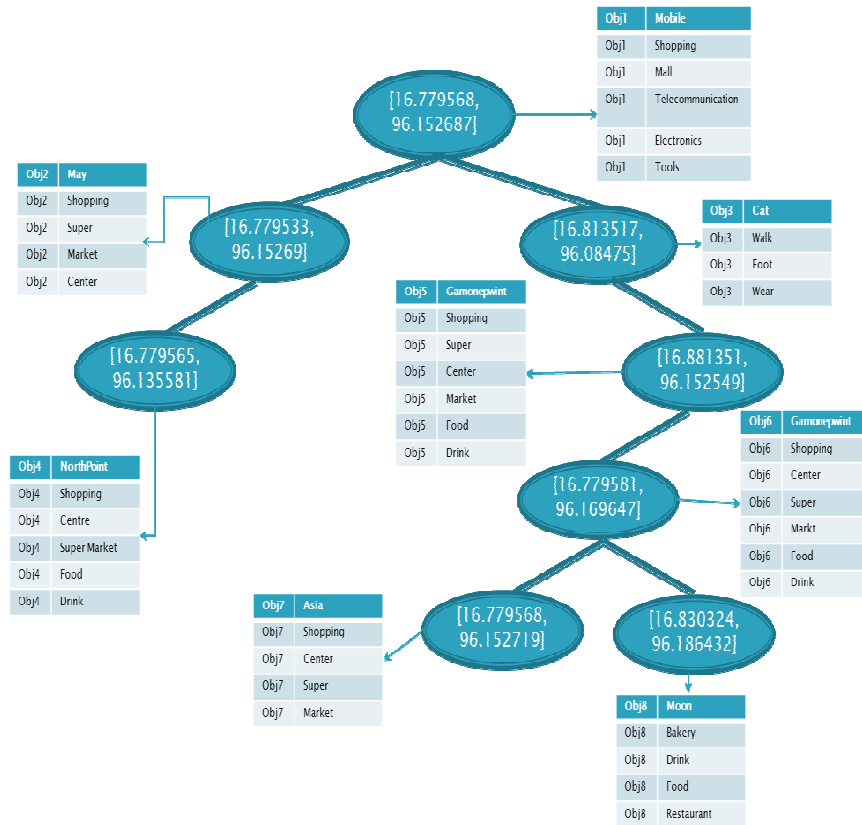 Obj1 Mobile
Obj1 Shopping
Obj1 Mall
Obj1 Telecommunication
Obj1 Electronics
Obj1 Tools
[16.779568,
96.152687]
Obj2 May
Obj2 Shopping
Obj2 Super
Obj2 Market
Obj2 Center
[16.779533,
96.15269]
[16.813517,
96.08475]
Obj3 Cat
Obj3 Walk
Obj3 Foot
Obj3 Wear
Obj5 Gamonepwint
Obj5 Shopping
Obj5 Super
Obj5 Center
Obj5 Market
Obj5 Food
Obj5 Drink
[16.779565,
96.135581]
[16.881351,
96.152549]
Obj6 Gamonepwint
Obj6 Shopping
Obj6 Center
Obj6 Super
Obj6 Markt
Obj6 Food
Obj6 Drink
Obj4 NorthPoint
Obj4 Shopping
Obj4 Centre
Obj4 SuperMarket
Obj4 Food
Obj4 Drink
[16.779581,
96.169647]
Obj7 Asia
Obj7 Shopping
Obj7 Center
Obj7 Super
Obj7 Market
[16.779568,
96.152719]
[16.830324,
96.186432]
Obj8 Moon
Obj8 Bakery
Obj8 Drink
Obj8 Food
Obj8 Restaurant